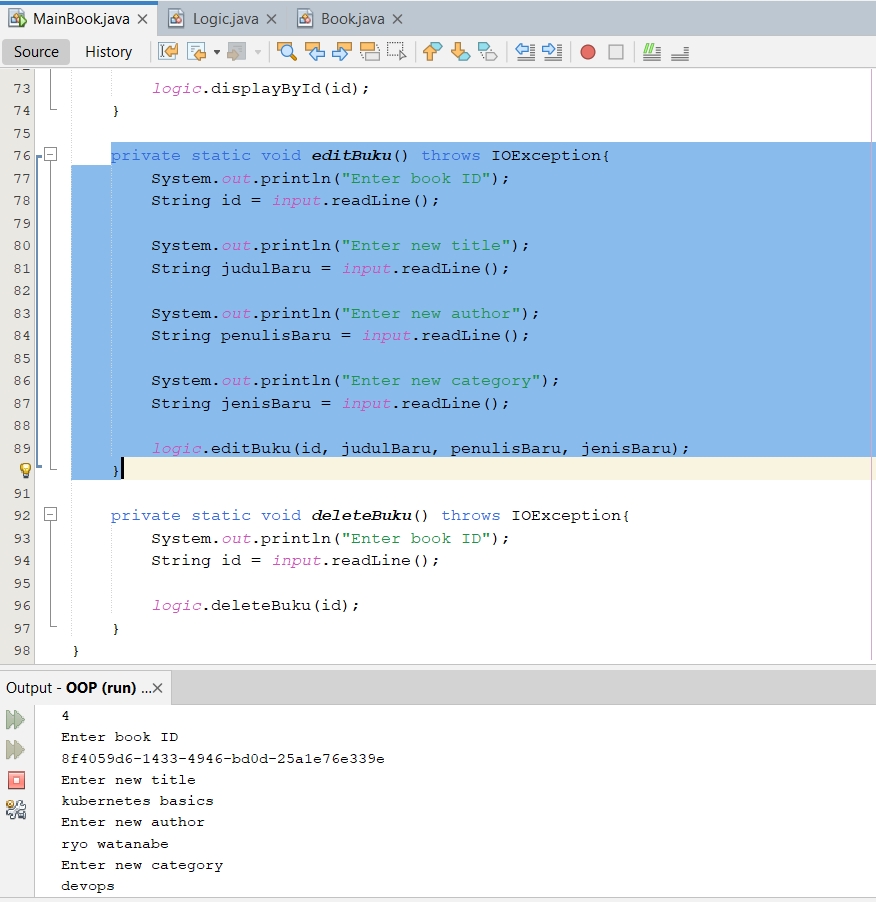 MainBook.java Logic.java Book.java
Source History
73 logic.displayById(id);
74 }
75
76 private static void editBuku() throws IOException{
77 System.out.println("Enter book ID");
78 String id = input.readLine();
79
80 System.out.println("Enter new title");
81 String judulBaru = input.readLine();
82
83 System.out.println("Enter new author");
84 String penulisBaru = input.readLine();
85
86 System.out.println("Enter new category");
87 String jenisBaru = input.readLine();
88
89 logic.editBuku(id, judulBaru, penulisBaru, jenisBaru);
}
91
92 private static void deleteBuku() throws IOException{
93 System.out.println("Enter book ID");
94 String id = input.readLine();
95
96 logic.deleteBuku(id);
97 }
98 }
Output - OOP (run) ...
4
Enter book ID
8f4059d6-1433-4946-bd0d-25a1e76e339e
Enter new title
kubernetes basics
Enter new author
ryo watanabe
Enter new category
devops